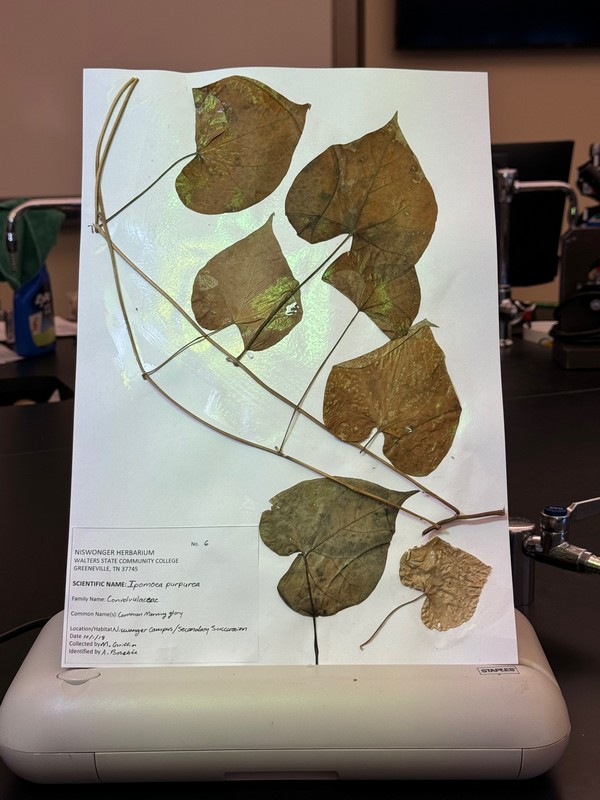 No. 6
NISWONGER HERBARIUM
WALTERS STATE COMMUNITY COLLEGE
GREENEVILLE, TN 37745
SCIENTIFIC NAME: Ipomoea purpurea
Family Name: Convolvulaceae
Common Name(s): Common Morning glory
Location/Habitat: Niswonger Campus/Secondary Succession
Date 10/1/18
Collected by M. Griffin
Identified by A.
STAPLES